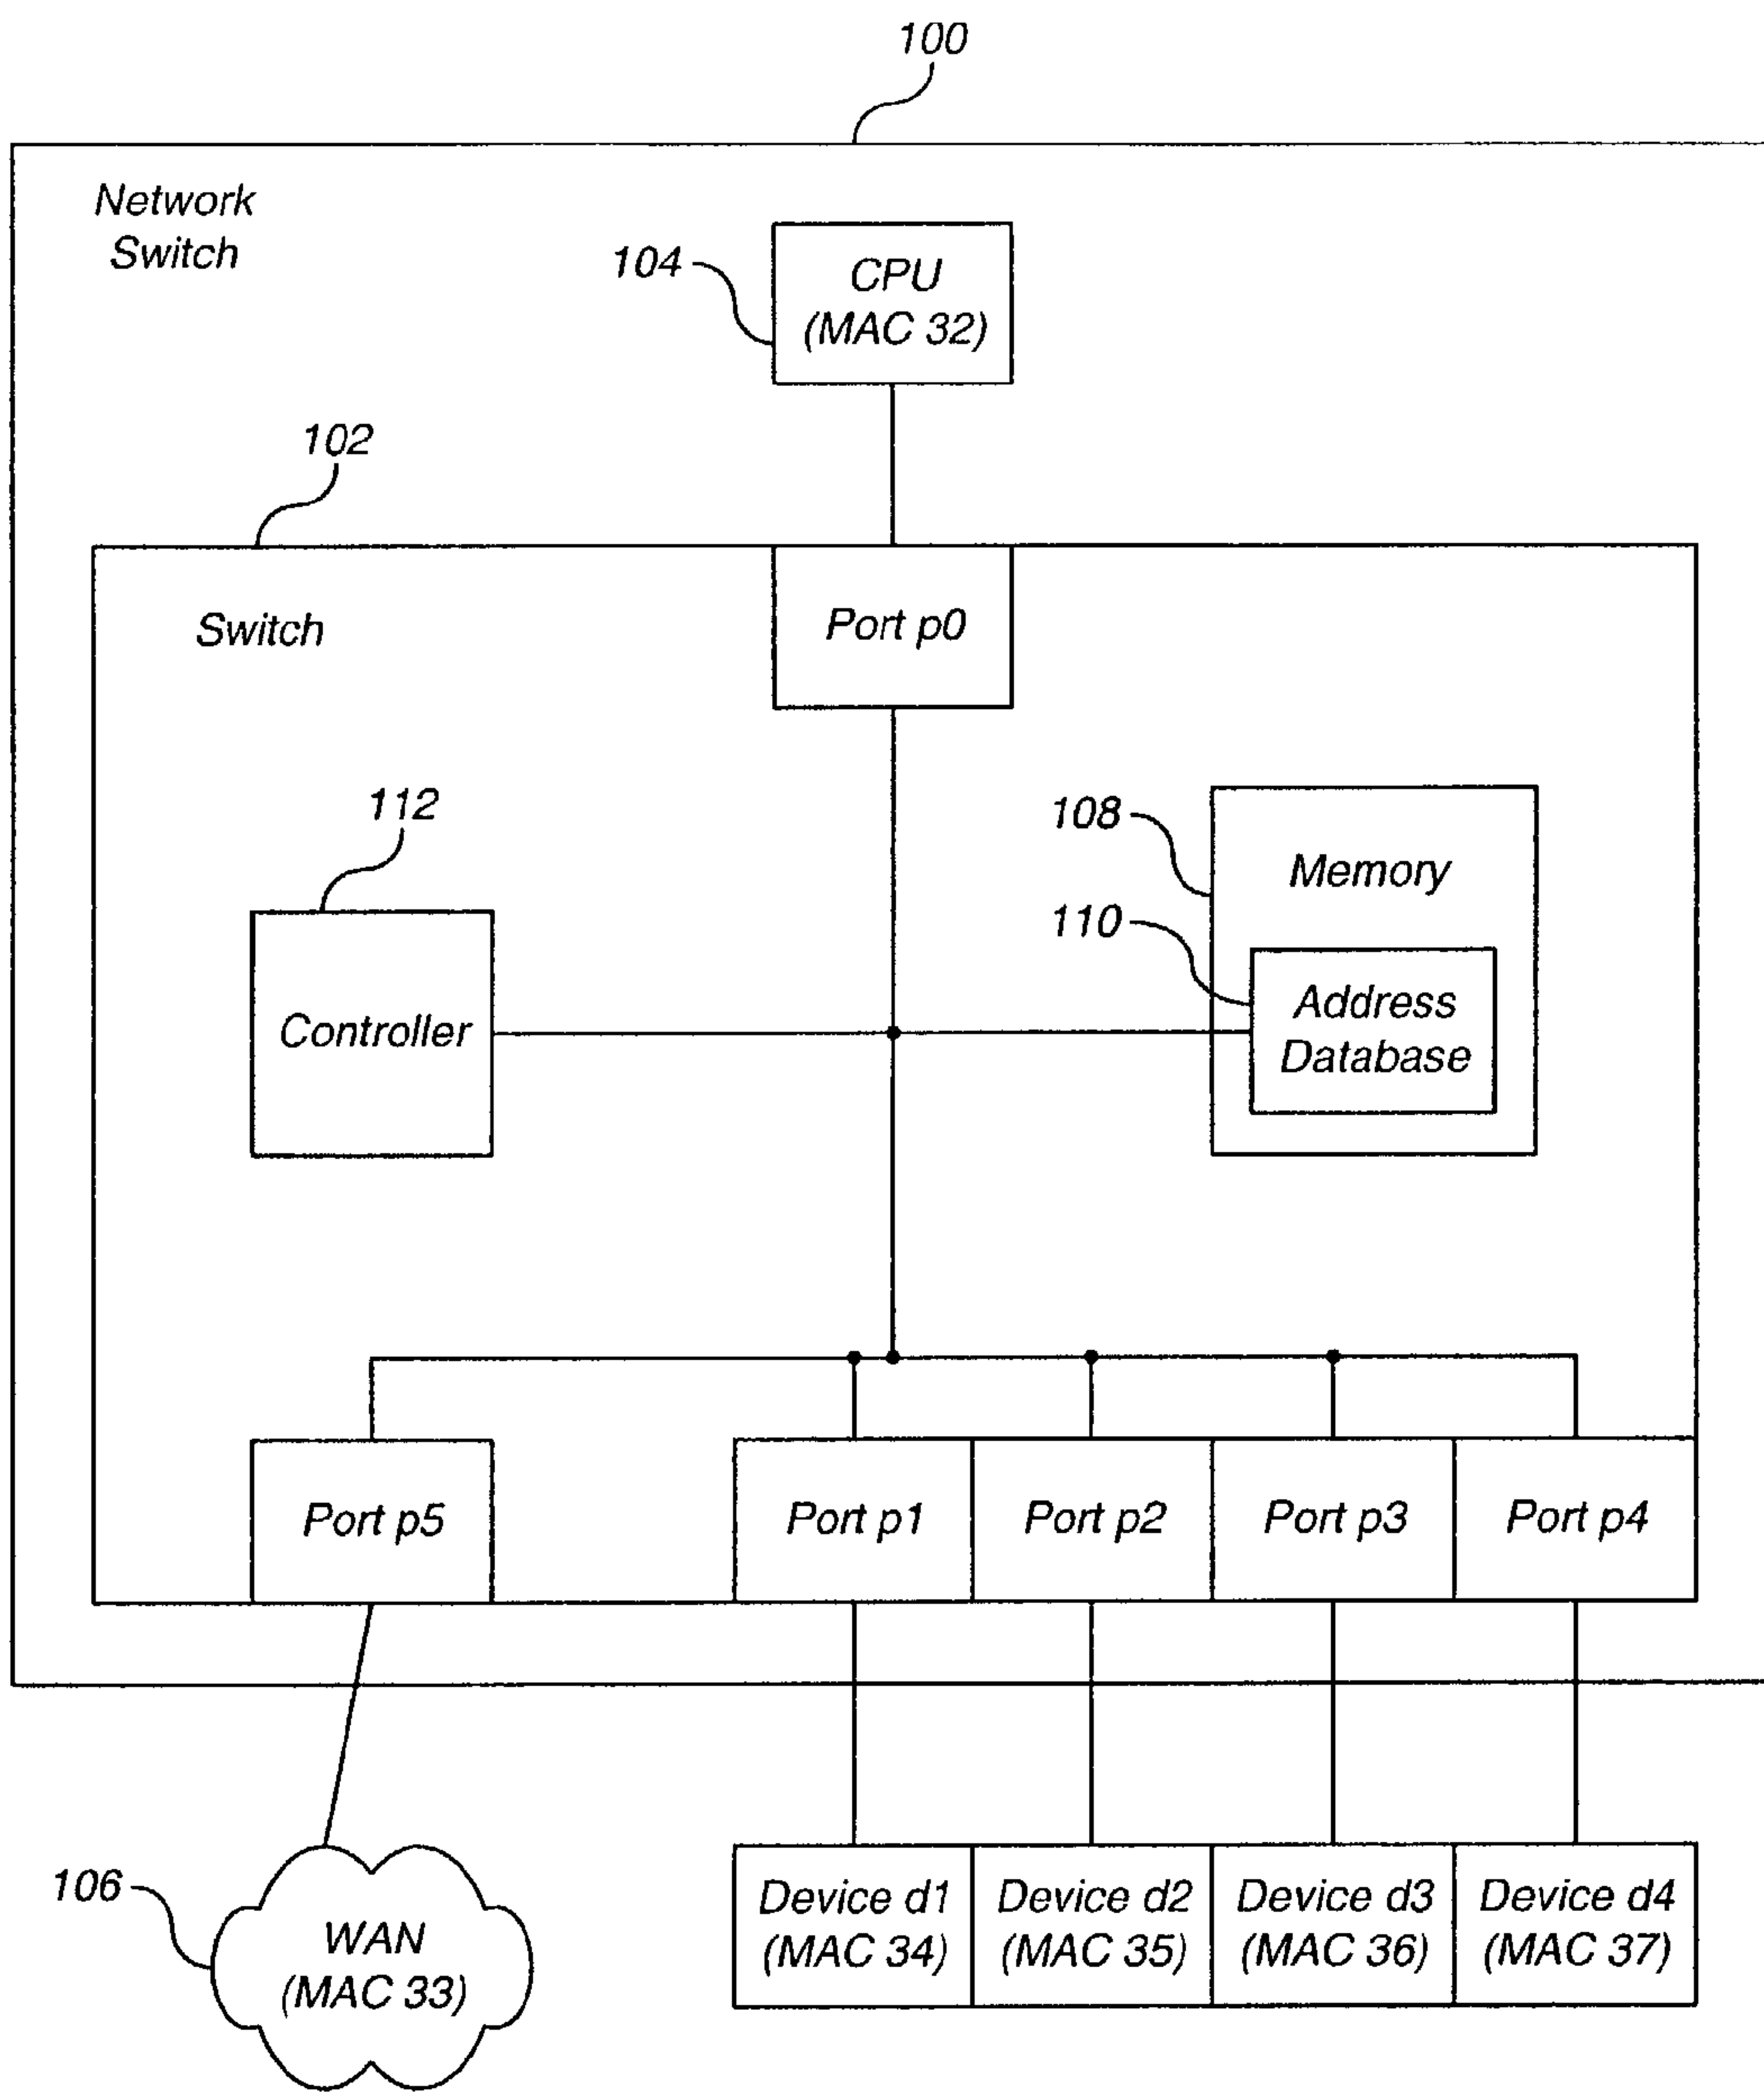 100
Network
Switch
104
CPU
(MAC 32)
102
Switch
Port p0
112
108
Memory
110
Controller
Address
Database
Port p5
Port p1
Port p2
Port p3
Port p4
106
WAN
(MAC 33)
Device d1
(MAC 34)
Device d2
(MAC 35)
Device d3
(MAC 36)
Device d4
(MAC 37)